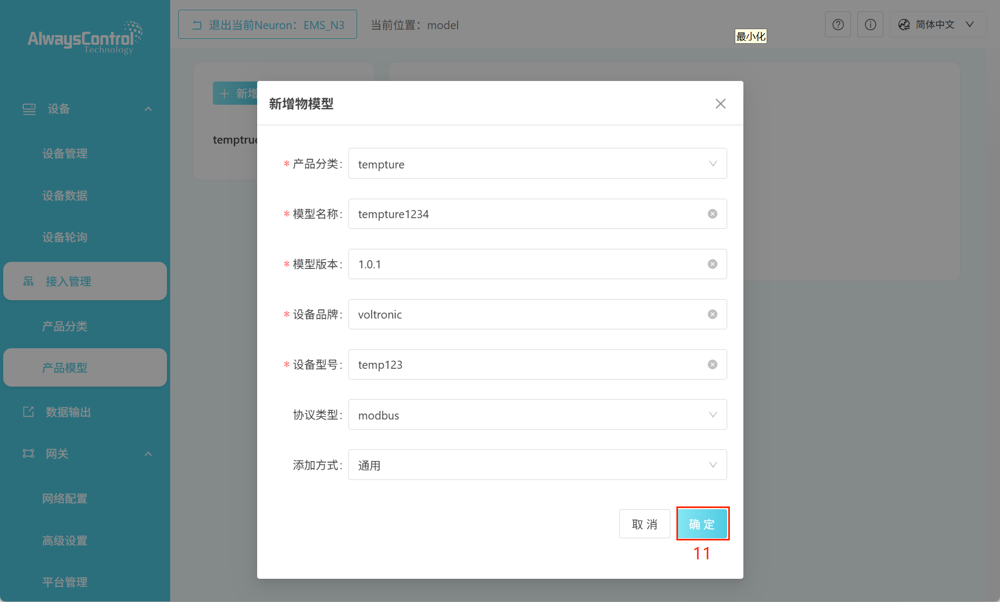 AlwaysControl
Technology
退出当前Neuron：EMS_N3
当前位置：model
最小化
简体中文
设备
设备管理
设备数据
设备轮询
接入管理
产品分类
产品模型
数据输出
网关
网络配置
高级设置
平台管理
+ 新增
temptrue
新增物模型
* 产品分类: tempture
* 模型名称: tempture1234
* 模型版本: 1.0.1
* 设备品牌: voltronic
* 设备型号: temp123
协议类型: modbus
添加方式: 通用
取 消
确 定
11